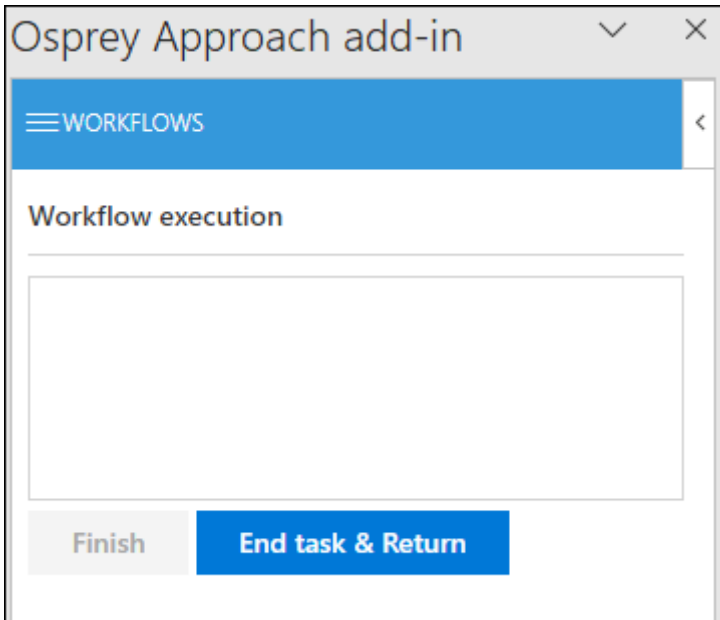 Osprey Approach add-in
WORKFLOWS
Workflow execution
Finish End task & Return